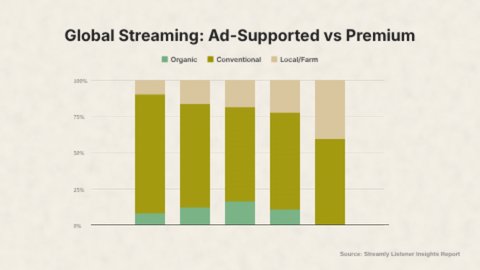 Global Streaming: Ad-Supported vs Premium
Organic Conventional Local/Farm
100%
75%
50%
25%
0%
Source: Streamly Listener Insights Report